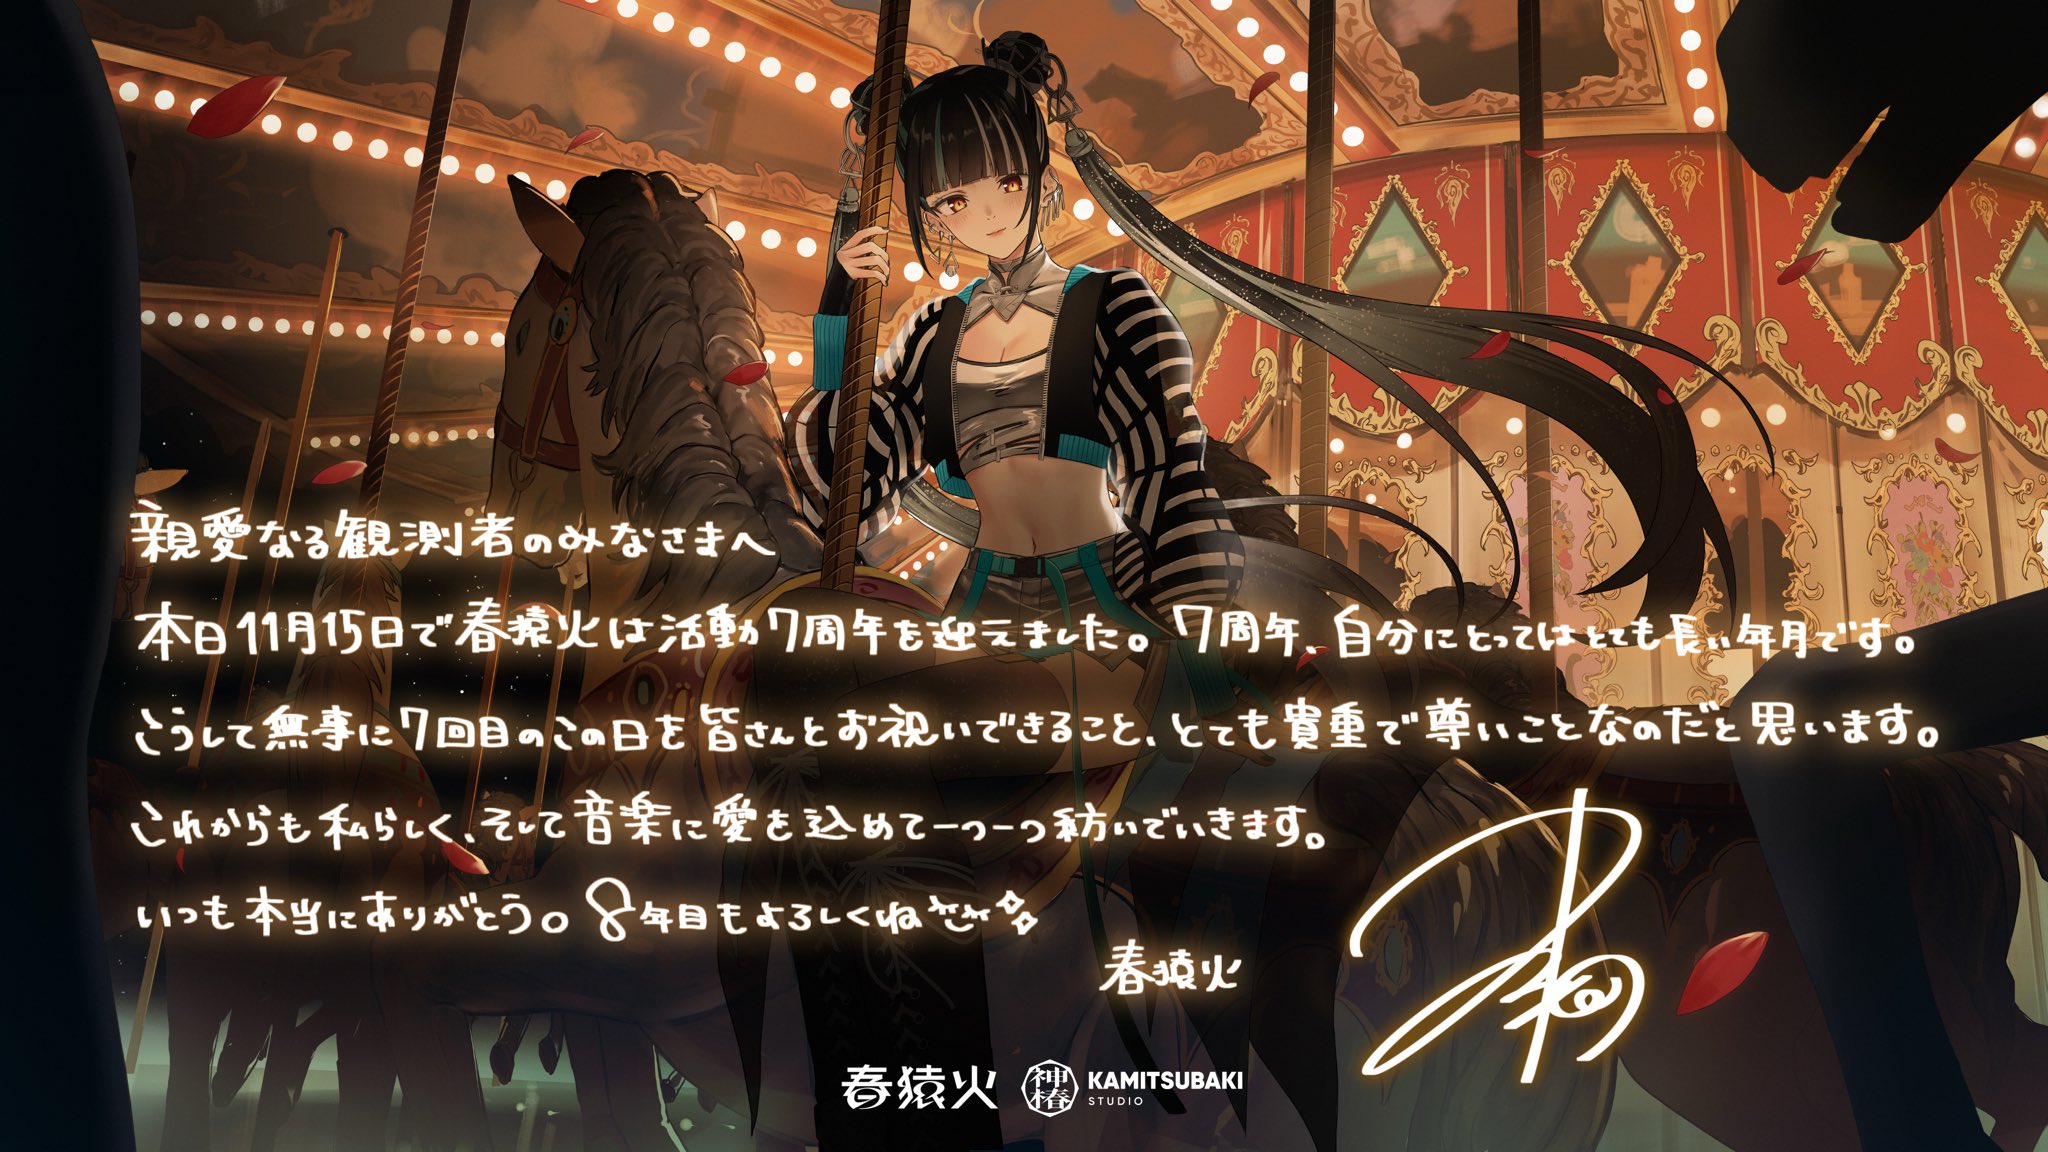 親愛なる観測者のみなさまへ
本日11月15日で春猿火は活動7周年を迎えました。7周年、自分にとってはとても長い年月です。
こうして無事に7回目のこの日を皆さんとお祝いできること、とても貴重で尊いことなのだと思います。
これからも私らしく、そして音楽に愛を込めて一つ一つ紡いでいきます。
いつも本当にありがとう。8年目もよろしくね
春猿火
春猿火 神椿 KAMITSUBAKI
STUDIO